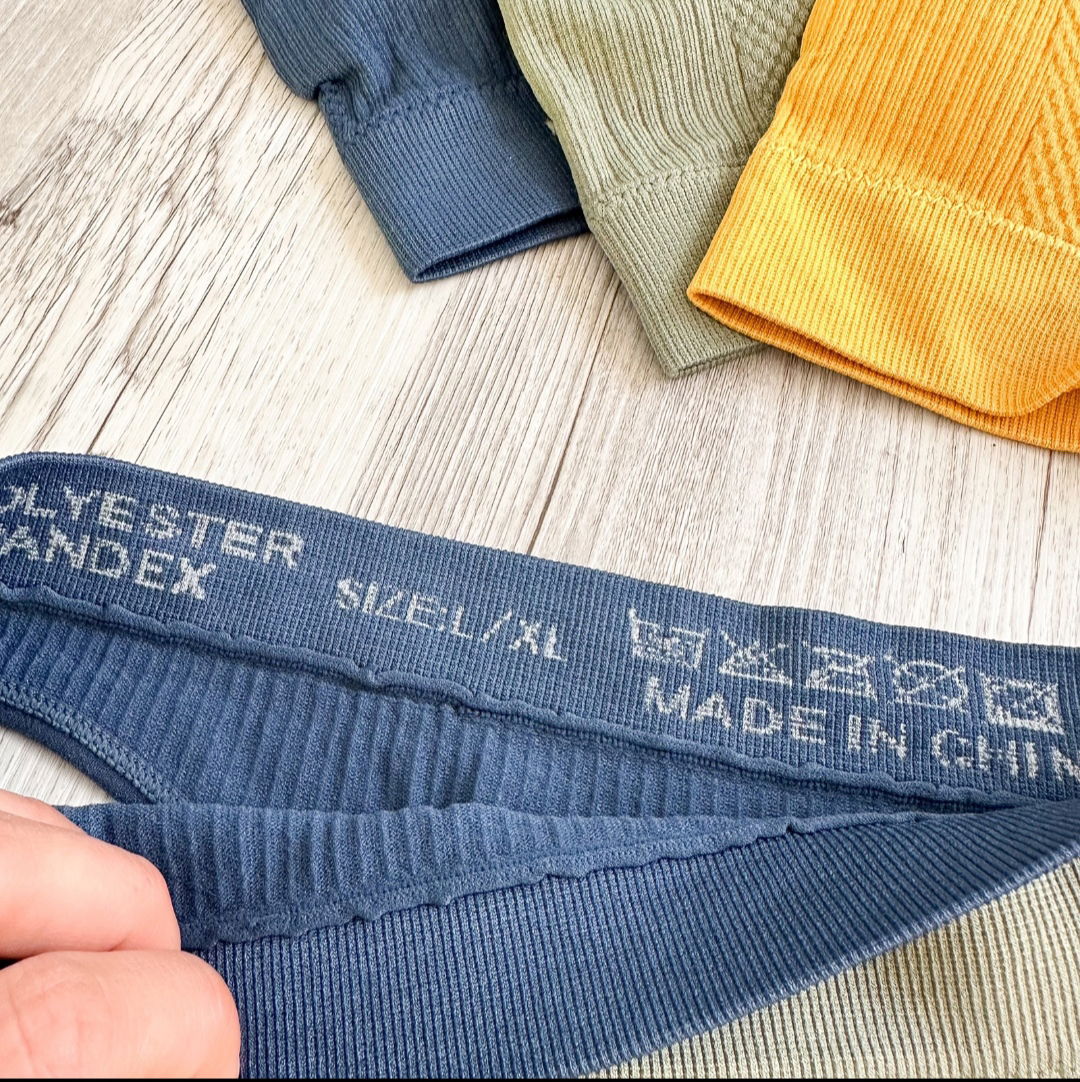 OLYESTER
ANDEX
SIZE:L/XL
MADE IN CHIN